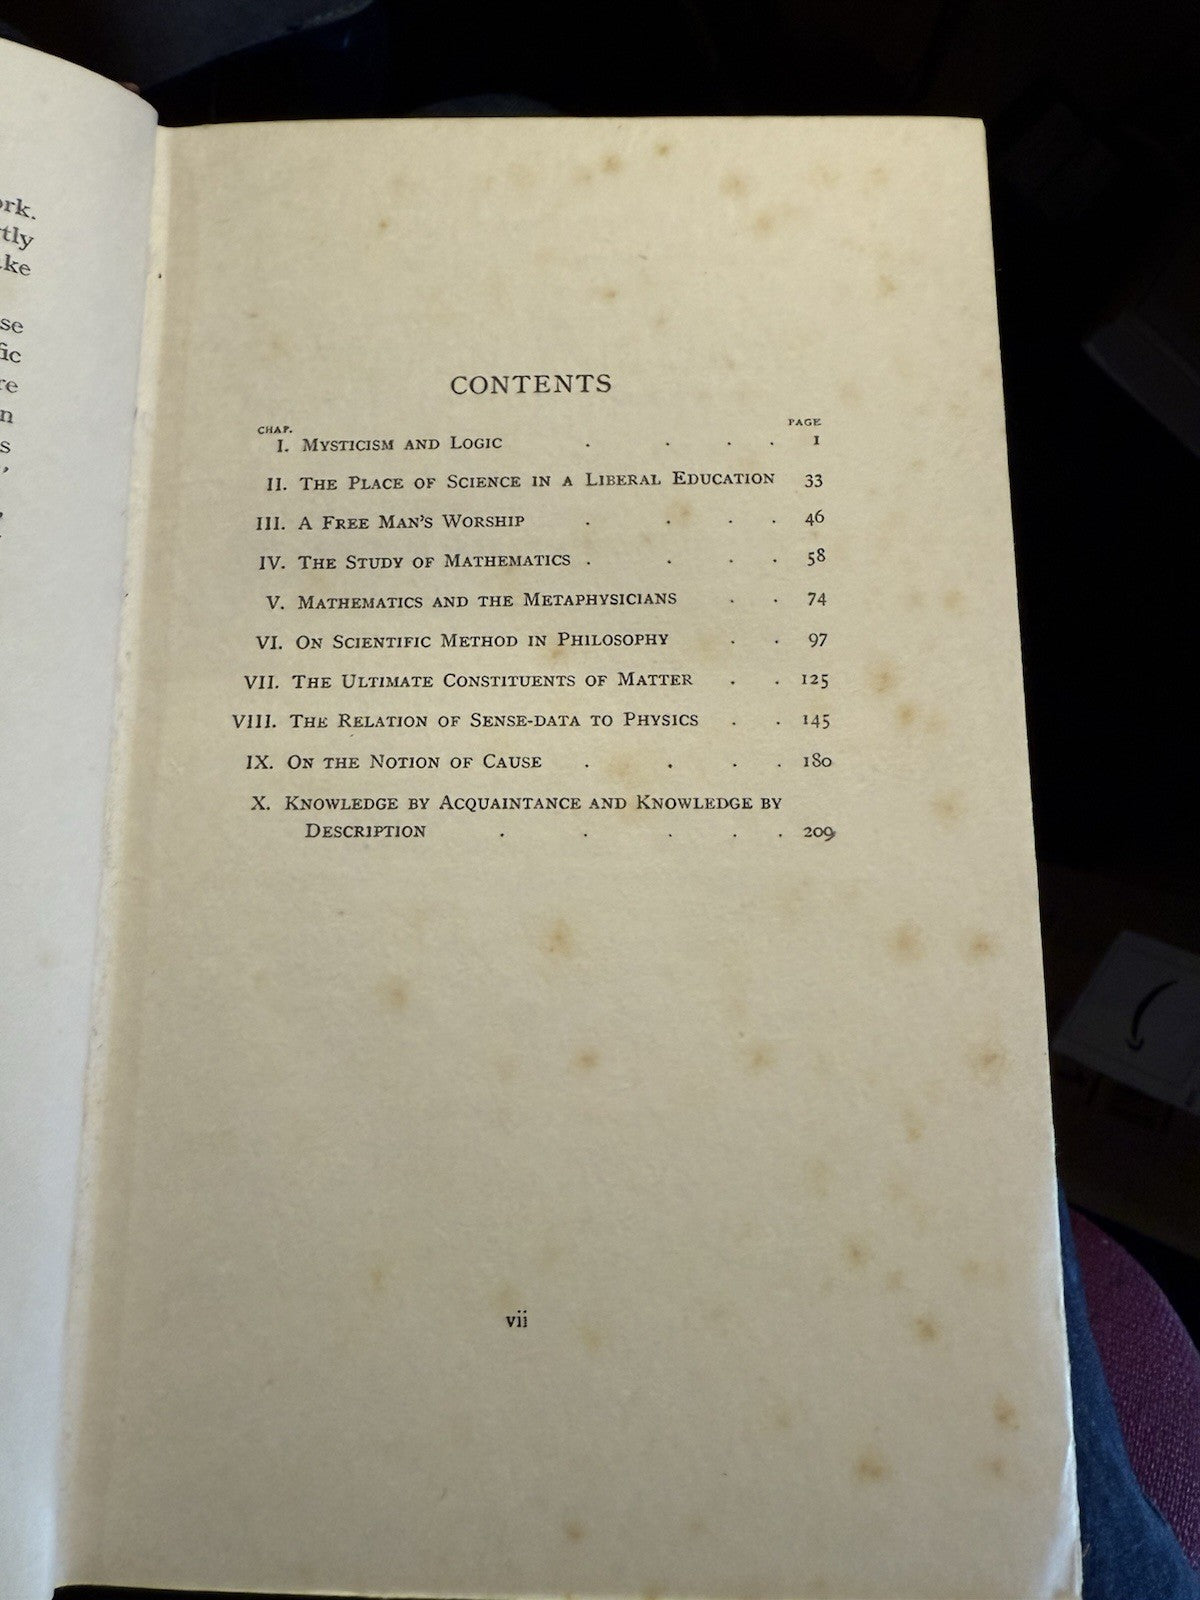 ork.
tly
ke
se
fic
re
n
s
CONTENTS
CHAP. PAGE
I. MYSTICISM AND LOGIC . . . . 1
II. THE PLACE OF SCIENCE IN A LIBERAL EDUCATION 33
III. A FREE MAN'S WORSHIP . . . . 46
IV. THE STUDY OF MATHEMATICS . . . . 58
V. MATHEMATICS AND THE METAPHYSICIANS . . 74
VI. ON SCIENTIFIC METHOD IN PHILOSOPHY . . 97
VII. THE ULTIMATE CONSTITUENTS OF MATTER . . 125
VIII. THE RELATION OF SENSE-DATA TO PHYSICS . . 145
IX. ON THE NOTION OF CAUSE . . . . 180
X. KNOWLEDGE BY ACQUAINTANCE AND KNOWLEDGE BY
DESCRIPTION . . . . . 209
vii